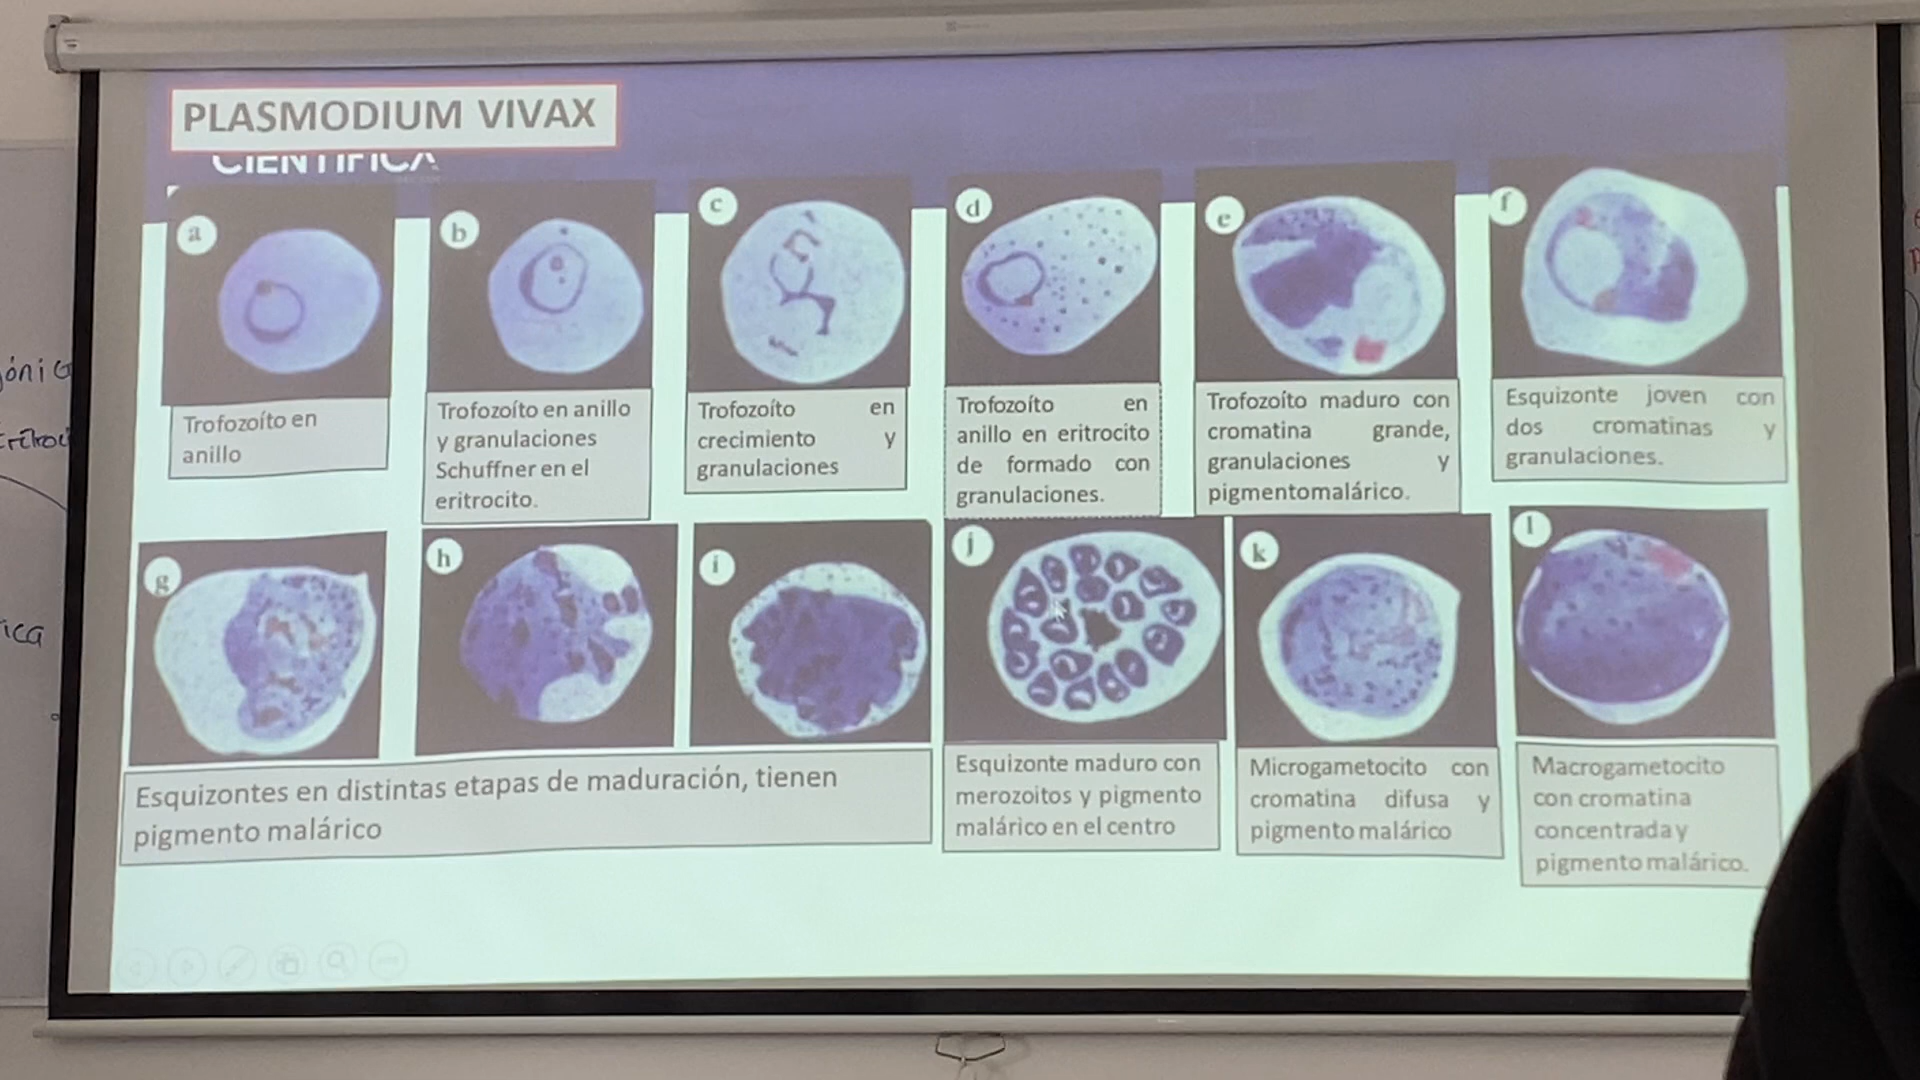 PLASMODIUM VIVAX
CIENTIFICA
a
b
c
d
e
f
Trofozoíto en
anillo
Trofozoíto en anillo
y granulaciones
Schuffner en el
eritrocito.
Trofozoíto en
crecimiento y
granulaciones
Trofozoíto en
anillo en eritrocito
de formado con
granulaciones.
Trofozoíto maduro con
cromatina grande,
granulaciones y
pigmentomalárico.
Esquizonte joven con
dos cromatinas y
granulaciones.
g
h
i
j
k
l
Esquizontes en distintas etapas de maduración, tienen
pigmento malárico
Esquizonte maduro con
merozoitos y pigmento
malárico en el centro
Microgametocito con
cromatina difusa y
pigmento malárico
Macrogametocito
con cromatina
concentrada y
pigmento malárico.